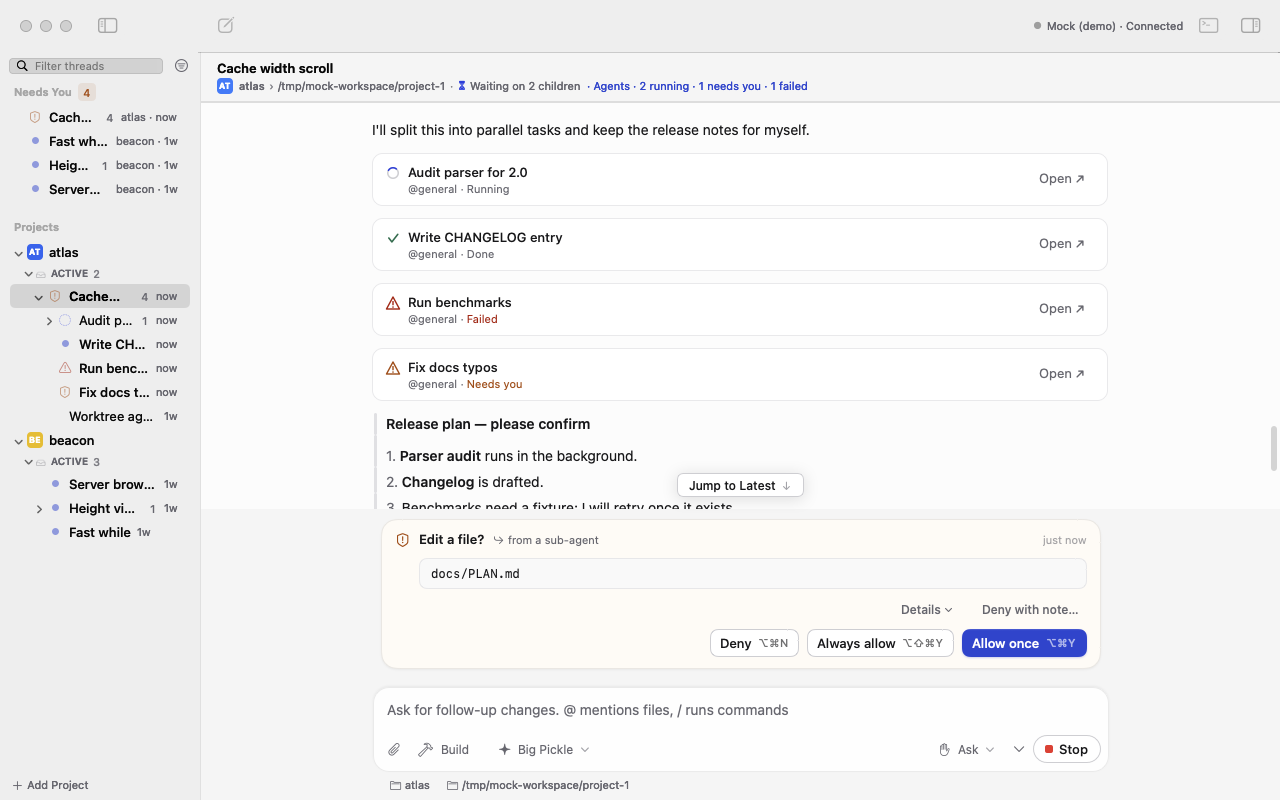 Mock (demo) · Connected
Filter threads
Needs You 4
Cach... 4 atlas · now
Fast wh... beacon · 1w
Heig... 1 beacon · 1w
Server... beacon · 1w
Projects
AT atlas
ACTIVE 2
Cache... 4 now
Audit p... 1 now
Write CH... now
Run benc... now
Fix docs t... now
Worktree ag... 1w
BE beacon
ACTIVE 3
Server brow... 1w
Height vi... 1 1w
Fast while 1w
+ Add Project
Cache width scroll
AT atlas › /tmp/mock-workspace/project-1 · Waiting on 2 children · Agents · 2 running · 1 needs you · 1 failed
I'll split this into parallel tasks and keep the release notes for myself.
Audit parser for 2.0
@general · Running
Open ↗
Write CHANGELOG entry
@general · Done
Open ↗
Run benchmarks
@general · Failed
Open ↗
Fix docs typos
@general · Needs you
Open ↗
Release plan — please confirm
1. Parser audit runs in the background.
2. Changelog is drafted.
3. Benchmarks need a fixture; I will retry once it exists.
Jump to Latest ↓
Edit a file? ↪ from a sub-agent just now
docs/PLAN.md
Details Deny with note...
Deny ⌥⌘N Always allow ⌥⇧⌘Y Allow once ⌥⌘Y
Ask for follow-up changes. @ mentions files, / runs commands
Build Big Pickle Ask Stop
atlas /tmp/mock-workspace/project-1